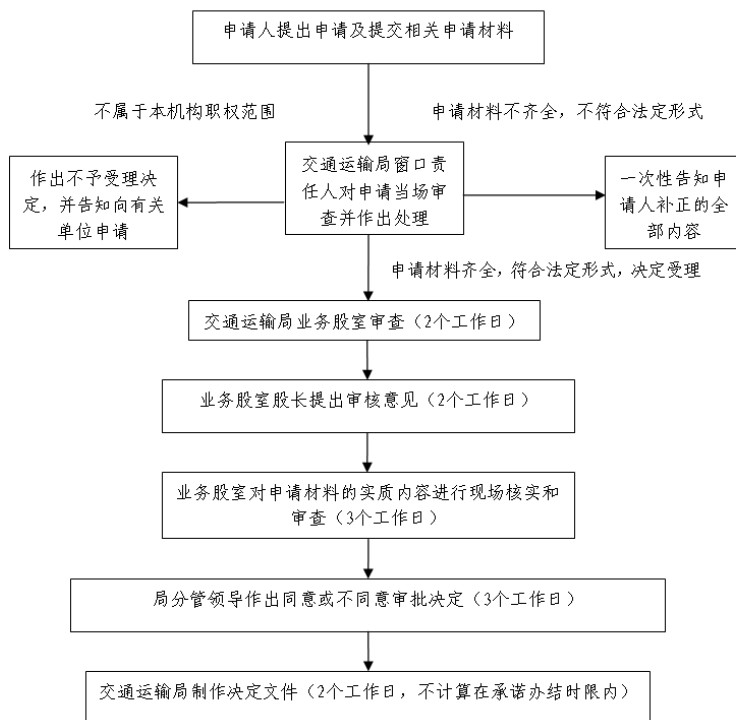 申请人提出申请及提交相关申请材料
不属于本机构职权范围
申请材料不齐全，不符合法定形式
作出不予受理决
定，并告知向有关
单位申请
交通运输局窗口责
任人对申请当场审
查并作出处理
一次性告知申
请人补正的全
部内容
申请材料齐全，符合法定形式，决定受理
交通运输局业务股室审查（2个工作日）
业务股室股长提出审核意见（2个工作日）
业务股室对申请材料的实质内容进行现场核实和
审查（3个工作日）
局分管领导作出同意或不同意审批决定（3个工作日）
交通运输局制作决定文件（2个工作日，不计算在承诺办结时限内）